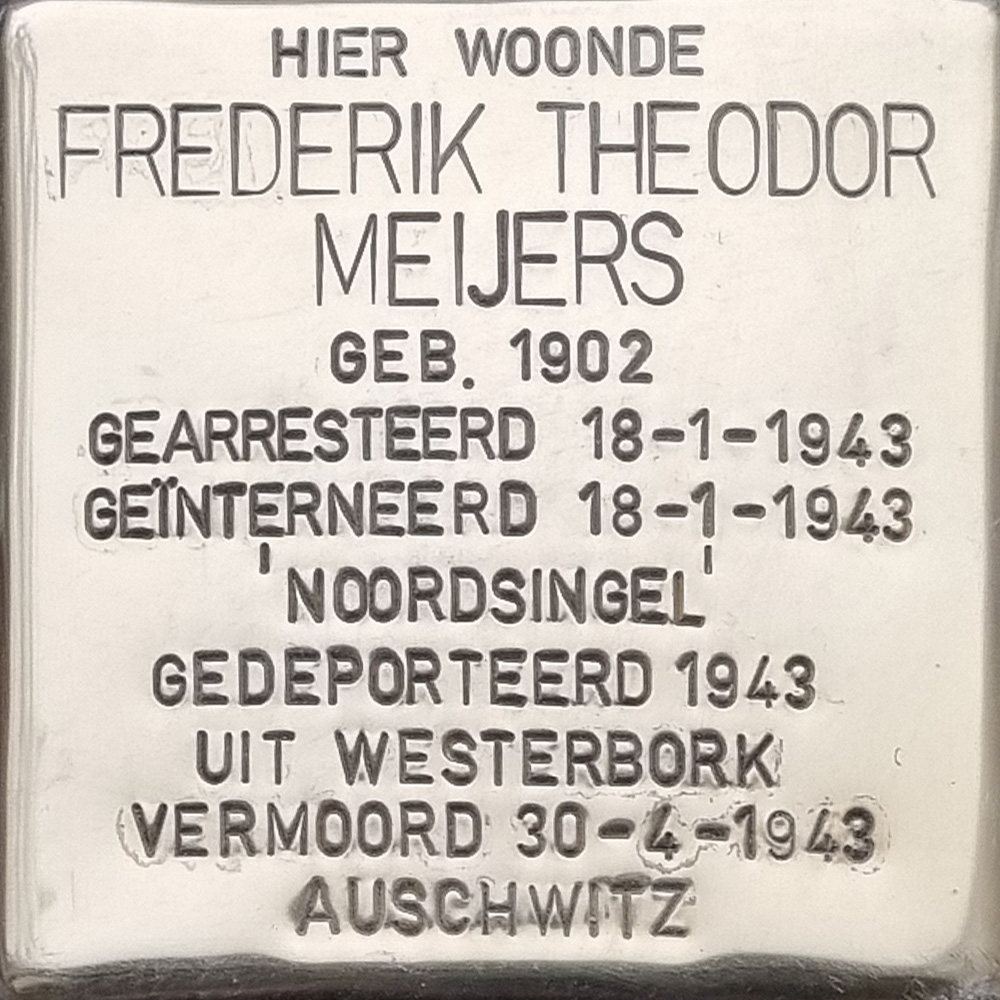 HIER WOONDE
FREDERIK THEODOR
MEIJERS
GEB. 1902
GEARRESTEERD 18-1-1943
GEÏNTERNEERD 18-1-1943
'NOORDSINGEL'
GEDEPORTEERD 1943
UIT WESTERBORK
VERMOORD 30-4-1943
AUSCHWITZ